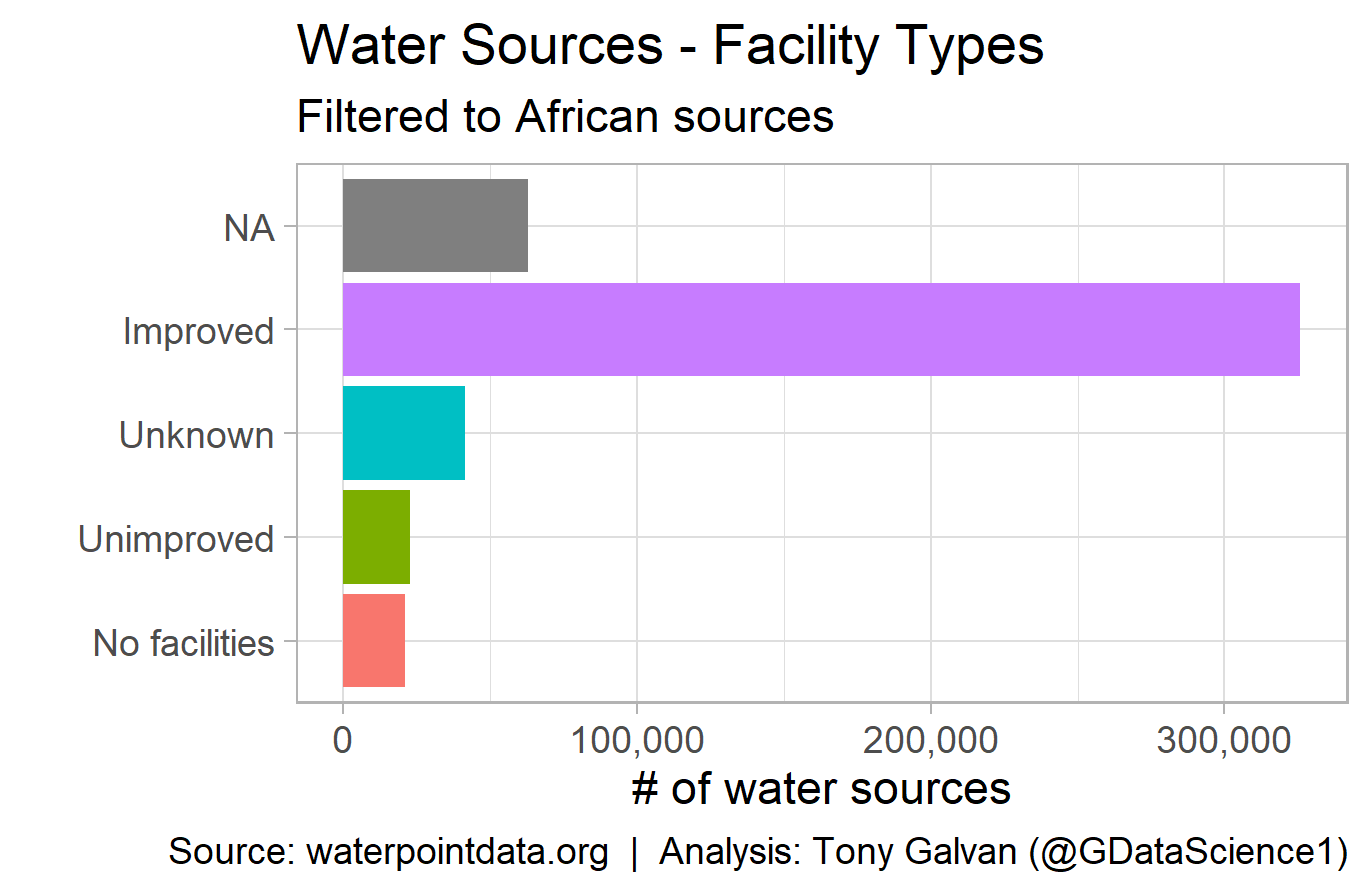 Water Sources - Facility Types
Filtered to African sources
NA
Improved
Unknown
Unimproved
No facilities
0 100,000 200,000 300,000
# of water sources
Source: waterpointdata.org | Analysis: Tony Galvan (@GDataScience1)